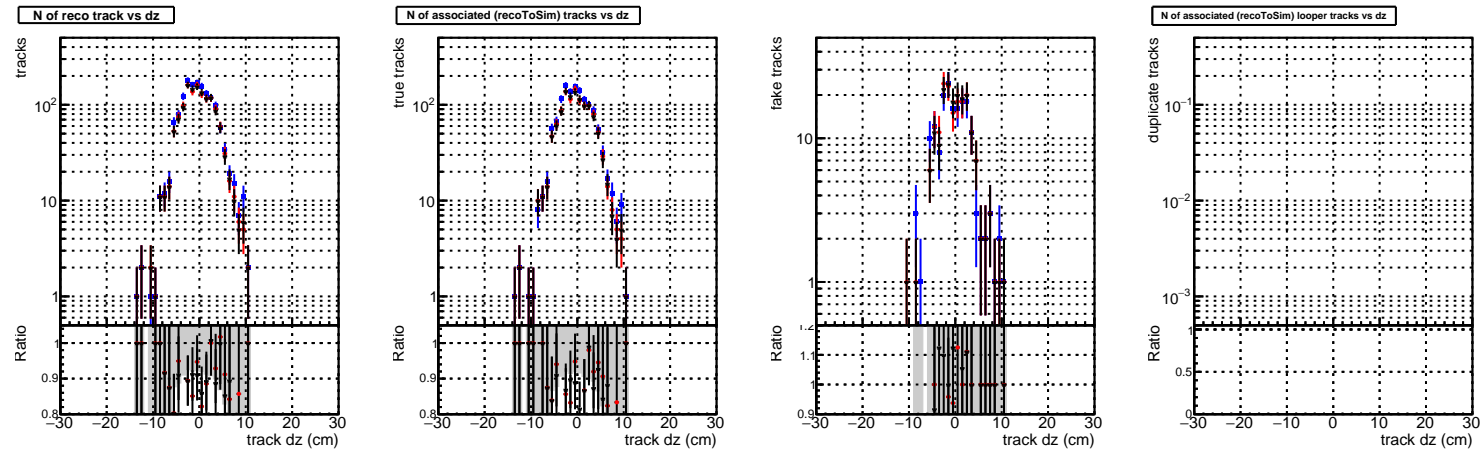 N of reco track vs dz
tracks
10²
10
1
Ratio
1
0.9
0.8
−30 −20 −10 0 10 20 30
track dz (cm)
N of associated (recoToSim) tracks vs dz
true tracks
10²
10
1
Ratio
1
0.9
0.8
−30 −20 −10 0 10 20 30
track dz (cm)
fake tracks
10
1
Ratio
1.2
1.1
1
0.9
−30 −20 −10 0 10 20 30
track dz (cm)
N of associated (recoToSim) looper tracks vs dz
duplicate tracks
10⁻¹
10⁻²
10⁻³
Ratio
1
0.5
0
−30 −20 −10 0 10 20 30
track dz (cm)